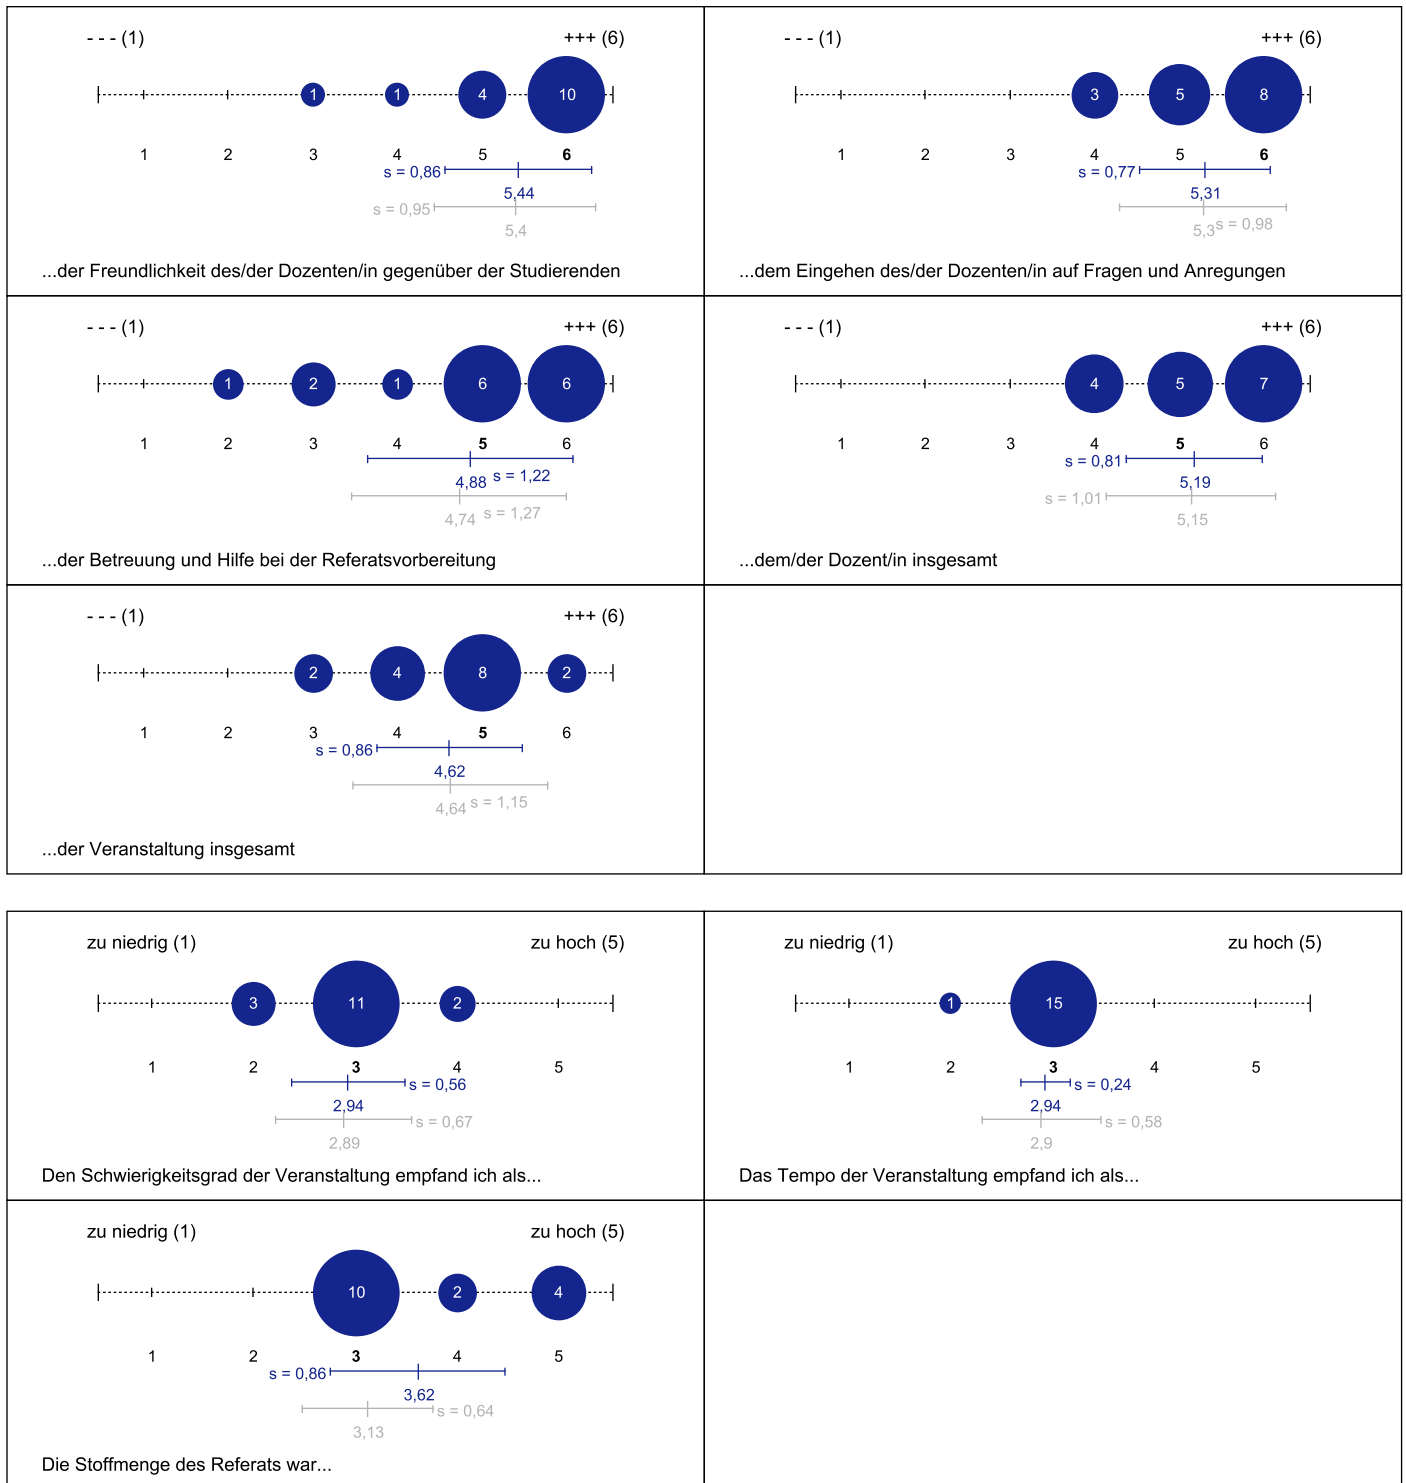 - - - (1) +++ (6)
1 1 4 10
1 2 3 4 5 6
s = 0,86
5,44
s = 0,95
5,4
...der Freundlichkeit des/der Dozenten/in gegenüber der Studierenden
- - - (1) +++ (6)
3 5 8
1 2 3 4 5 6
s = 0,77
5,31
5,3 s = 0,98
...dem Eingehen des/der Dozenten/in auf Fragen und Anregungen
- - - (1) +++ (6)
1 2 1 6 6
1 2 3 4 5 6
4,88 s = 1,22
4,74 s = 1,27
...der Betreuung und Hilfe bei der Referatsvorbereitung
- - - (1) +++ (6)
4 5 7
1 2 3 4 5 6
s = 0,81
5,19
s = 1,01
5,15
...dem/der Dozent/in insgesamt
- - - (1) +++ (6)
2 4 8 2
1 2 3 4 5 6
s = 0,86
4,62
4,64 s = 1,15
...der Veranstaltung insgesamt
zu niedrig (1) zu hoch (5)
3 11 2
1 2 3 4 5
s = 0,56
2,94
s = 0,67
2,89
Den Schwierigkeitsgrad der Veranstaltung empfand ich als...
zu niedrig (1) zu hoch (5)
1 15
1 2 3 4 5
s = 0,24
2,94
s = 0,58
2,9
Das Tempo der Veranstaltung empfand ich als...
zu niedrig (1) zu hoch (5)
10 2 4
1 2 3 4 5
s = 0,86
3,62
s = 0,64
3,13
Die Stoffmenge des Referats war...